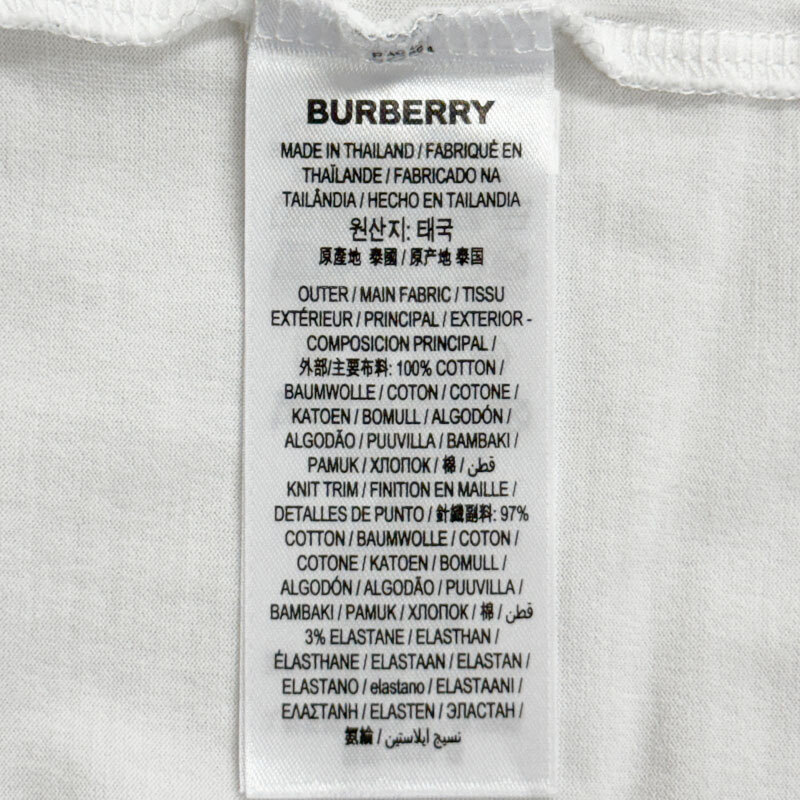 BURBERRY
MADE IN THAILAND / FABRIQUÉ EN
THAÏLANDE / FABRICADO NA
TAILÂNDIA / HECHO EN TAILANDIA
원산지: 태국
原產地 泰國 / 原产地 泰国
OUTER / MAIN FABRIC / TISSU
EXTÉRIEUR / PRINCIPAL / EXTERIOR -
COMPOSICION PRINCIPAL /
外部/主要布料: 100% COTTON /
BAUMWOLLE / COTON / COTONE /
KATOEN / BOMULL / ALGODÓN /
ALGODÃO / PUUVILLA / BAMBAKI /
PAMUK / ХЛОПОК / 棉 / قطن /
KNIT TRIM / FINITION EN MAILLE /
DETALLES DE PUNTO / 針織副料: 97%
COTTON / BAUMWOLLE / COTON /
COTONE / KATOEN / BOMULL /
ALGODÓN / ALGODÃO / PUUVILLA /
BAMBAKI / PAMUK / ХЛОПОК / 棉 / قطن /
3% ELASTANE / ELASTHAN /
ÉLASTHANE / ELASTAAN / ELASTAN /
ELASTANO / elastano / ELASTAANI /
ΕΛΑΣΤΑΝΗ / ELASTEN / ЭЛАСТАН /
氨綸 / نسيج ايلاستين /